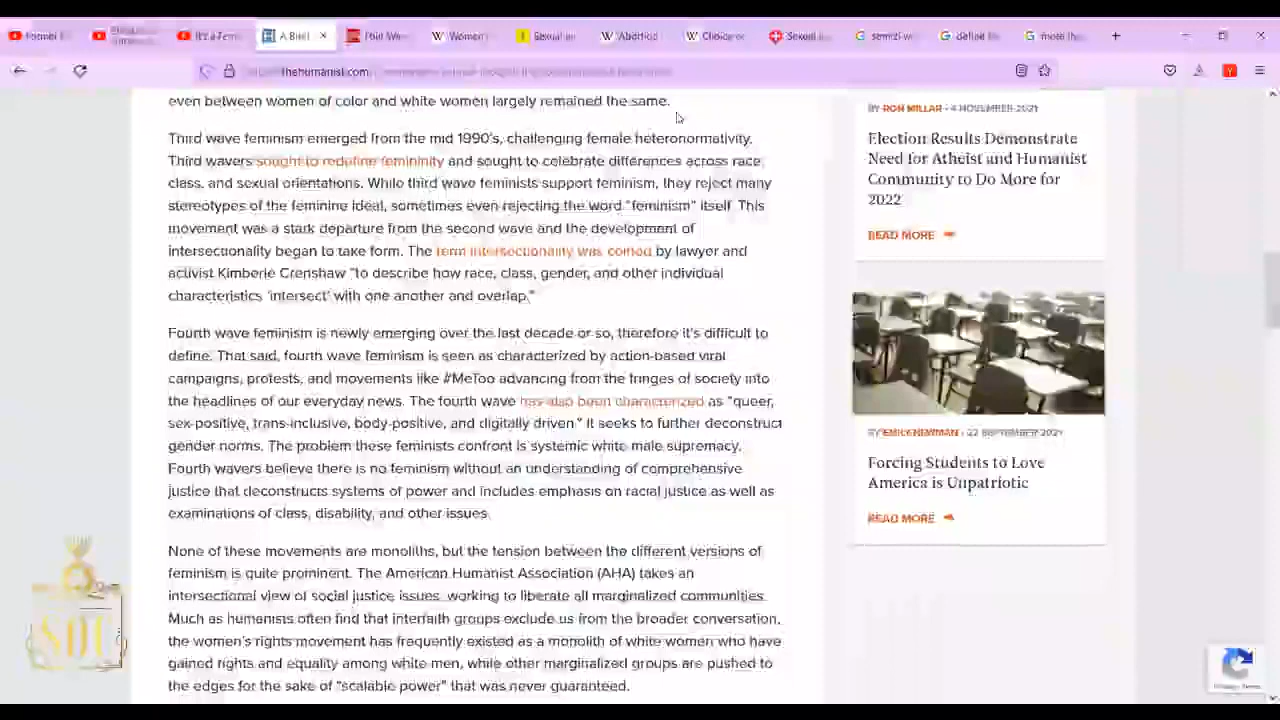 A Brief
Women's
Sexual
Abortion
thehumanist.com
even between women of color and white women largely remained the same.
Third wave feminism emerged from the mid 1990's, challenging female heteronormativity.
Third wavers sought to redefine femininity and sought to celebrate differences across race
class, and sexual orientations. While third wave feminists support feminism, they reject many
stereotypes of the feminine ideal, sometimes even rejecting the word "feminism" itself. This
movement was a stark departure from the second wave and the development of
intersectionality began to take form. The term intersectionality was coined by lawyer and
activist Kimberlé Crenshaw "to describe how race, class, gender, and other individual
characteristics 'intersect' with one another and overlap."
Fourth wave feminism is newly emerging over the last decade or so, therefore it's difficult to
define. That said, fourth wave feminism is seen as characterized by action-based viral
campaigns, protests, and movements like #MeToo advancing from the fringes of society into
the headlines of our everyday news. The fourth wave has also been characterized as "queer,
sex-positive, trans-inclusive, body-positive, and digitally driven." It seeks to further deconstruct
gender norms. The problem these feminists confront is systemic white male supremacy.
Fourth wavers believe there is no feminism without an understanding of comprehensive
justice that deconstructs systems of power and includes emphasis on racial justice as well as
examinations of class, disability, and other issues.
None of these movements are monoliths, but the tension between the different versions of
feminism is quite prominent. The American Humanist Association (AHA) takes an
intersectional view of social justice issues, working to liberate all marginalized communities.
Much as humanists often find that interfaith groups exclude us from the broader conversation,
the women's rights movement has frequently existed as a monolith of white women who have
gained rights and equality among white men, while other marginalized groups are pushed to
the edges for the sake of "scalable power" that was never guaranteed.
BY RON MILLAR • 4 NOVEMBER 2021
Election Results Demonstrate
Need for Atheist and Humanist
Community to Do More for
2022
READ MORE
BY EMILY NEWMAN • 22 SEPTEMBER 2021
Forcing Students to Love
America is Unpatriotic
READ MORE